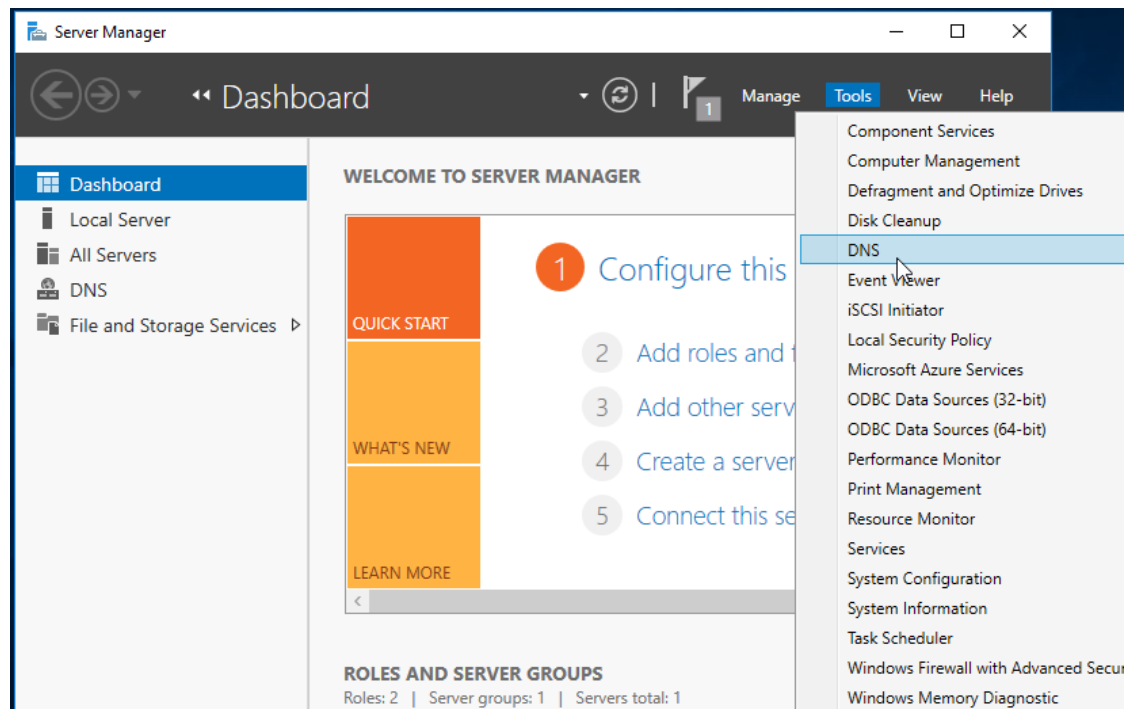 Server Manager
Dashboard
1
Manage
Tools
View
Help
Dashboard
Local Server
All Servers
DNS
File and Storage Services
WELCOME TO SERVER MANAGER
QUICK START
WHAT'S NEW
LEARN MORE
1 Configure this
2 Add roles and f
3 Add other serv
4 Create a server
5 Connect this se
ROLES AND SERVER GROUPS
Roles: 2 | Server groups: 1 | Servers total: 1
Component Services
Computer Management
Defragment and Optimize Drives
Disk Cleanup
DNS
Event Viewer
iSCSI Initiator
Local Security Policy
Microsoft Azure Services
ODBC Data Sources (32-bit)
ODBC Data Sources (64-bit)
Performance Monitor
Print Management
Resource Monitor
Services
System Configuration
System Information
Task Scheduler
Windows Firewall with Advanced Secur
Windows Memory Diagnostic